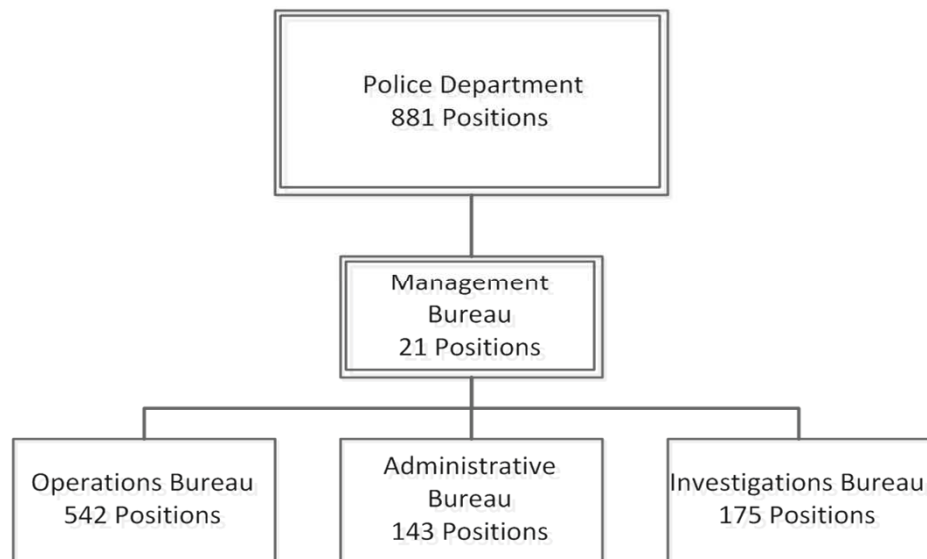 Police Department
881 Positions
Management
Bureau
21 Positions
Operations Bureau
542 Positions
Administrative
Bureau
143 Positions
Investigations Bureau
175 Positions